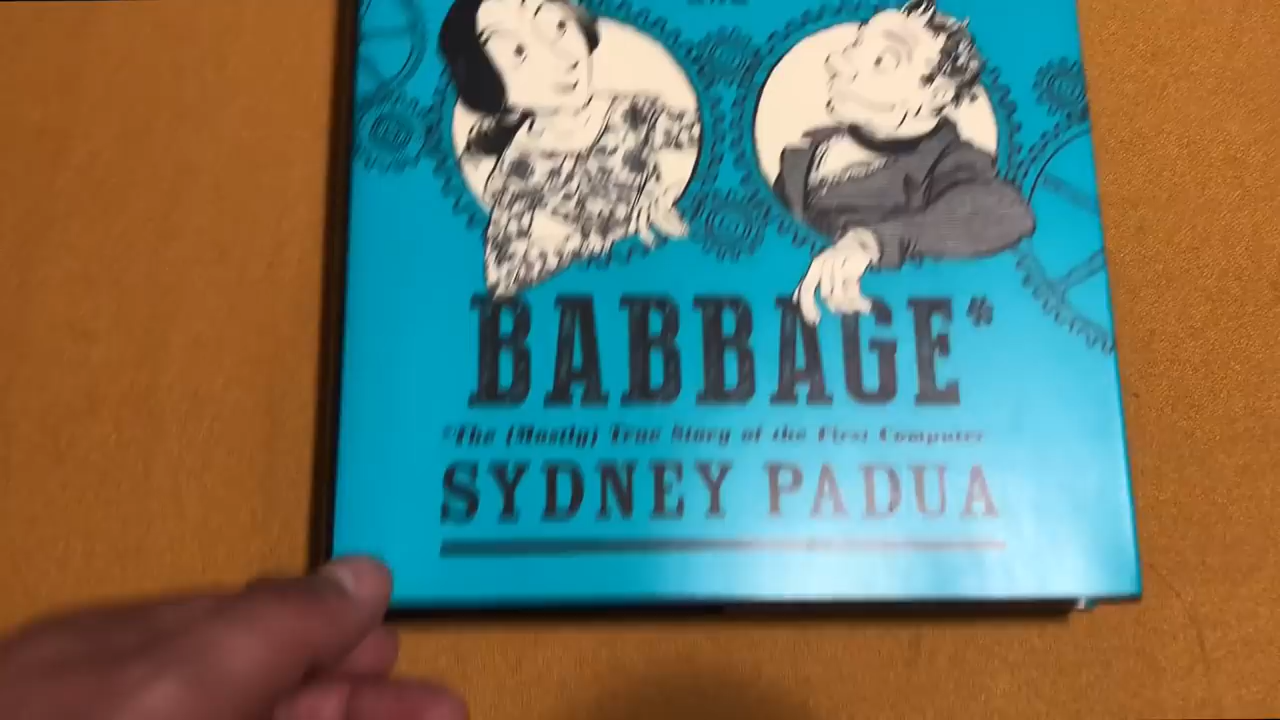 BABBAGE*
*The (Mostly) True Story of the First Computer
SYDNEY PADUA